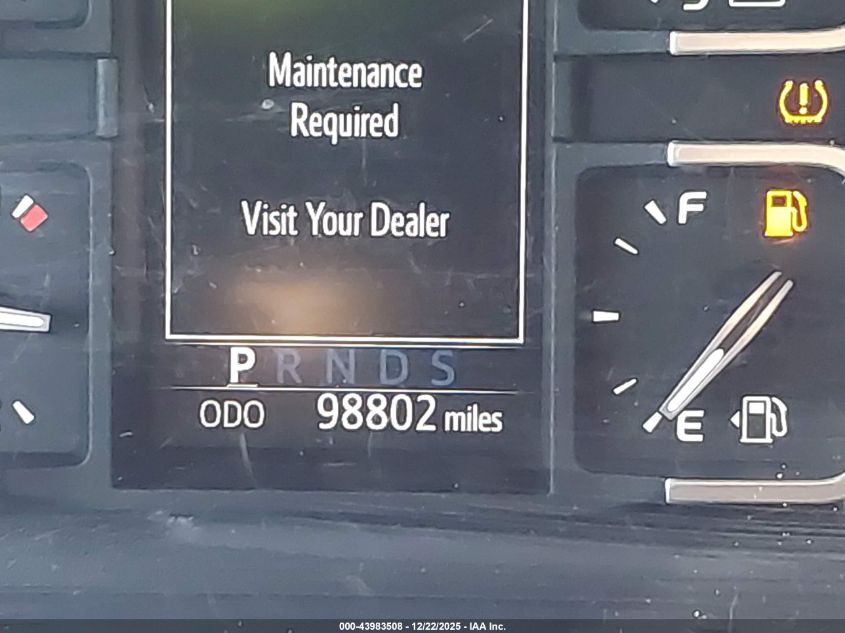 Maintenance
Required
Visit Your Dealer
F
P R N D S
E
ODO 98802 miles
000-43983508 - 12/22/2025 - IAA Inc.